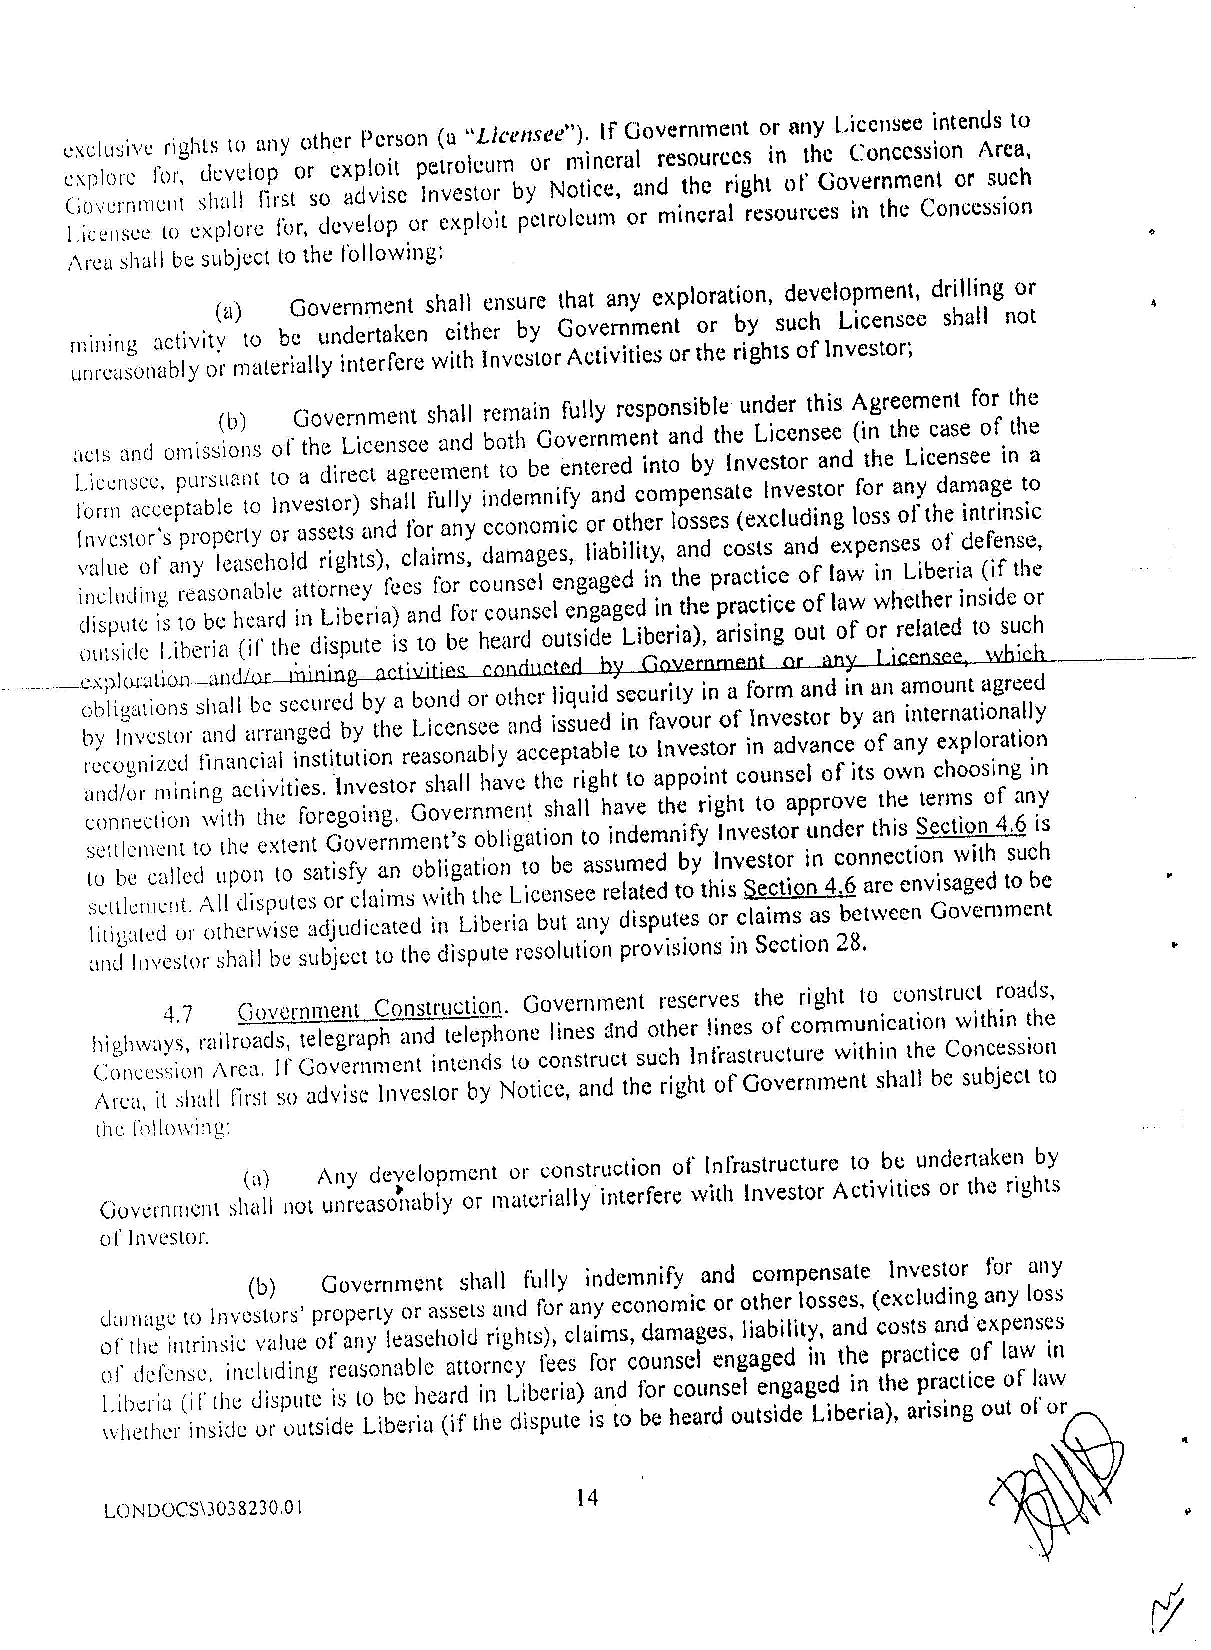 exclusive rights to any other Person (a "Licensee"). If Government or any Licensee intends to
explore for, develop or exploit petroleum or mineral resources in the Concession Area,
Government shall first so advise Investor by Notice, and the right of Government or such
Licensee to explore for, develop or exploit petroleum or mineral resources in the Concession
Area shall be subject to the following:
(a) Government shall ensure that any exploration, development, drilling or
mining activity to be undertaken either by Government or by such Licensee shall not
unreasonably or materially interfere with Investor Activities or the rights of Investor;
(b) Government shall remain fully responsible under this Agreement for the
acts and omissions of the Licensee and both Government and the Licensee (in the case of the
Licensee, pursuant to a direct agreement to be entered into by Investor and the Licensee in a
form acceptable to Investor) shall fully indemnify and compensate Investor for any damage to
Investor's property or assets and for any economic or other losses (excluding loss of the intrinsic
value of any leasehold rights), claims, damages, liability, and costs and expenses of defense,
including reasonable attorney fees for counsel engaged in the practice of law in Liberia (if the
dispute is to be heard in Liberia) and for counsel engaged in the practice of law whether inside or
outside Liberia (if the dispute is to be heard outside Liberia), arising out of or related to such
exploration and/or mining activities conducted by Government or any Licensee, which
obligations shall be secured by a bond or other liquid security in a form and in an amount agreed
by Investor and arranged by the Licensee and issued in favour of Investor by an internationally
recognized financial institution reasonably acceptable to Investor in advance of any exploration
and/or mining activities. Investor shall have the right to appoint counsel of its own choosing in
connection with the foregoing. Government shall have the right to approve the terms of any
settlement to the extent Government's obligation to indemnify Investor under this Section 4.6 is
to be called upon to satisfy an obligation to be assumed by Investor in connection with such
settlement. All disputes or claims with the Licensee related to this Section 4.6 are envisaged to be
litigated or otherwise adjudicated in Liberia but any disputes or claims as between Government
and Investor shall be subject to the dispute resolution provisions in Section 28.
4.7 Government Construction. Government reserves the right to construct roads,
highways, railroads, telegraph and telephone lines and other lines of communication within the
Concession Area. If Government intends to construct such Infrastructure within the Concession
Area, it shall first so advise Investor by Notice, and the right of Government shall be subject to
the following:
(a) Any development or construction of Infrastructure to be undertaken by
Government shall not unreasonably or materially interfere with Investor Activities or the rights
of Investor.
(b) Government shall fully indemnify and compensate Investor for any
damage to Investors' property or assets and for any economic or other losses, (excluding any loss
of the intrinsic value of any leasehold rights), claims, damages, liability, and costs and expenses
of defense, including reasonable attorney fees for counsel engaged in the practice of law in
Liberia (if the dispute is to be heard in Liberia) and for counsel engaged in the practice of law
whether inside or outside Liberia (if the dispute is to be heard outside Liberia), arising out of or
14
LONDOCS\3038230.01